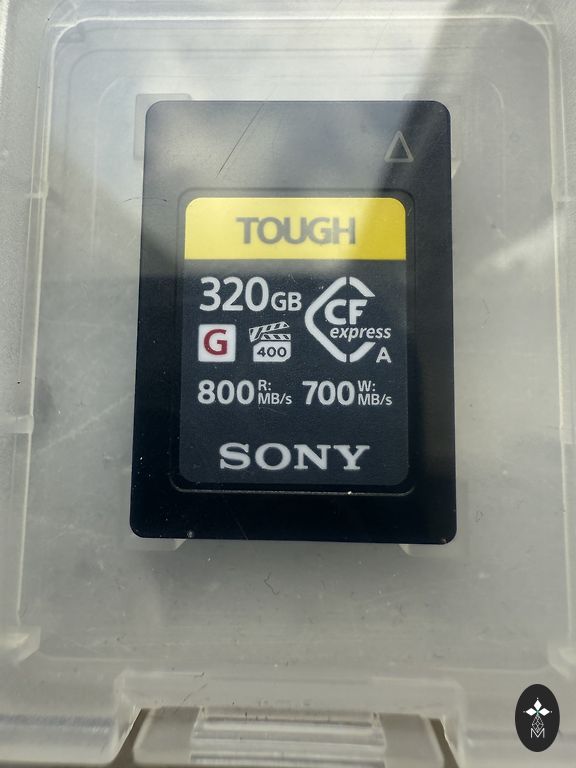 TOUGH
320GB
CF
express
G
400
A
800 R: MB/s 700 W: MB/s
SONY
M